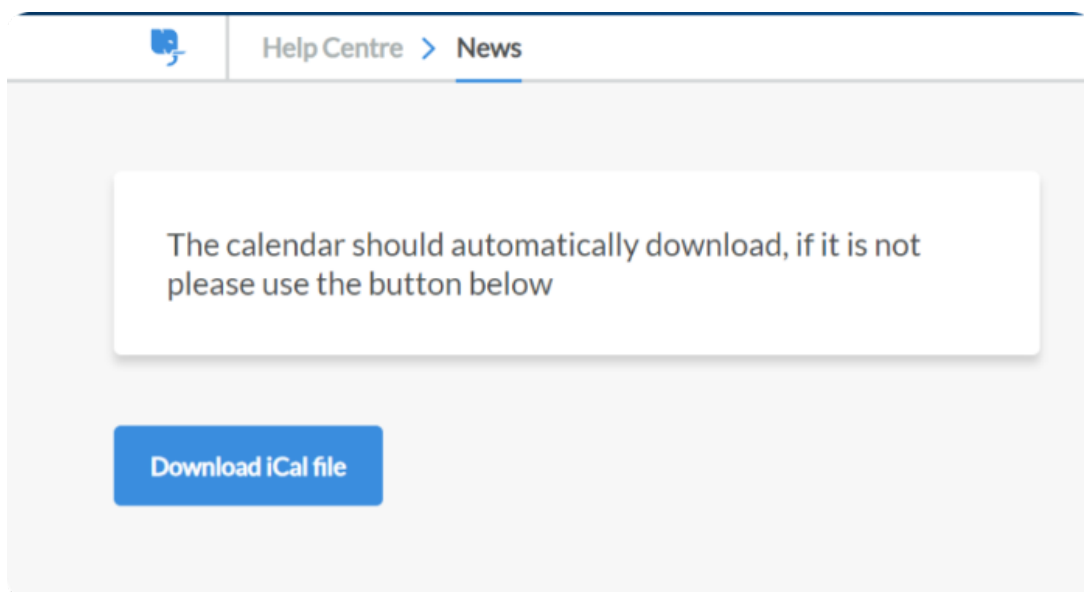 Help Centre > News
The calendar should automatically download, if it is not
please use the button below
Download iCal file